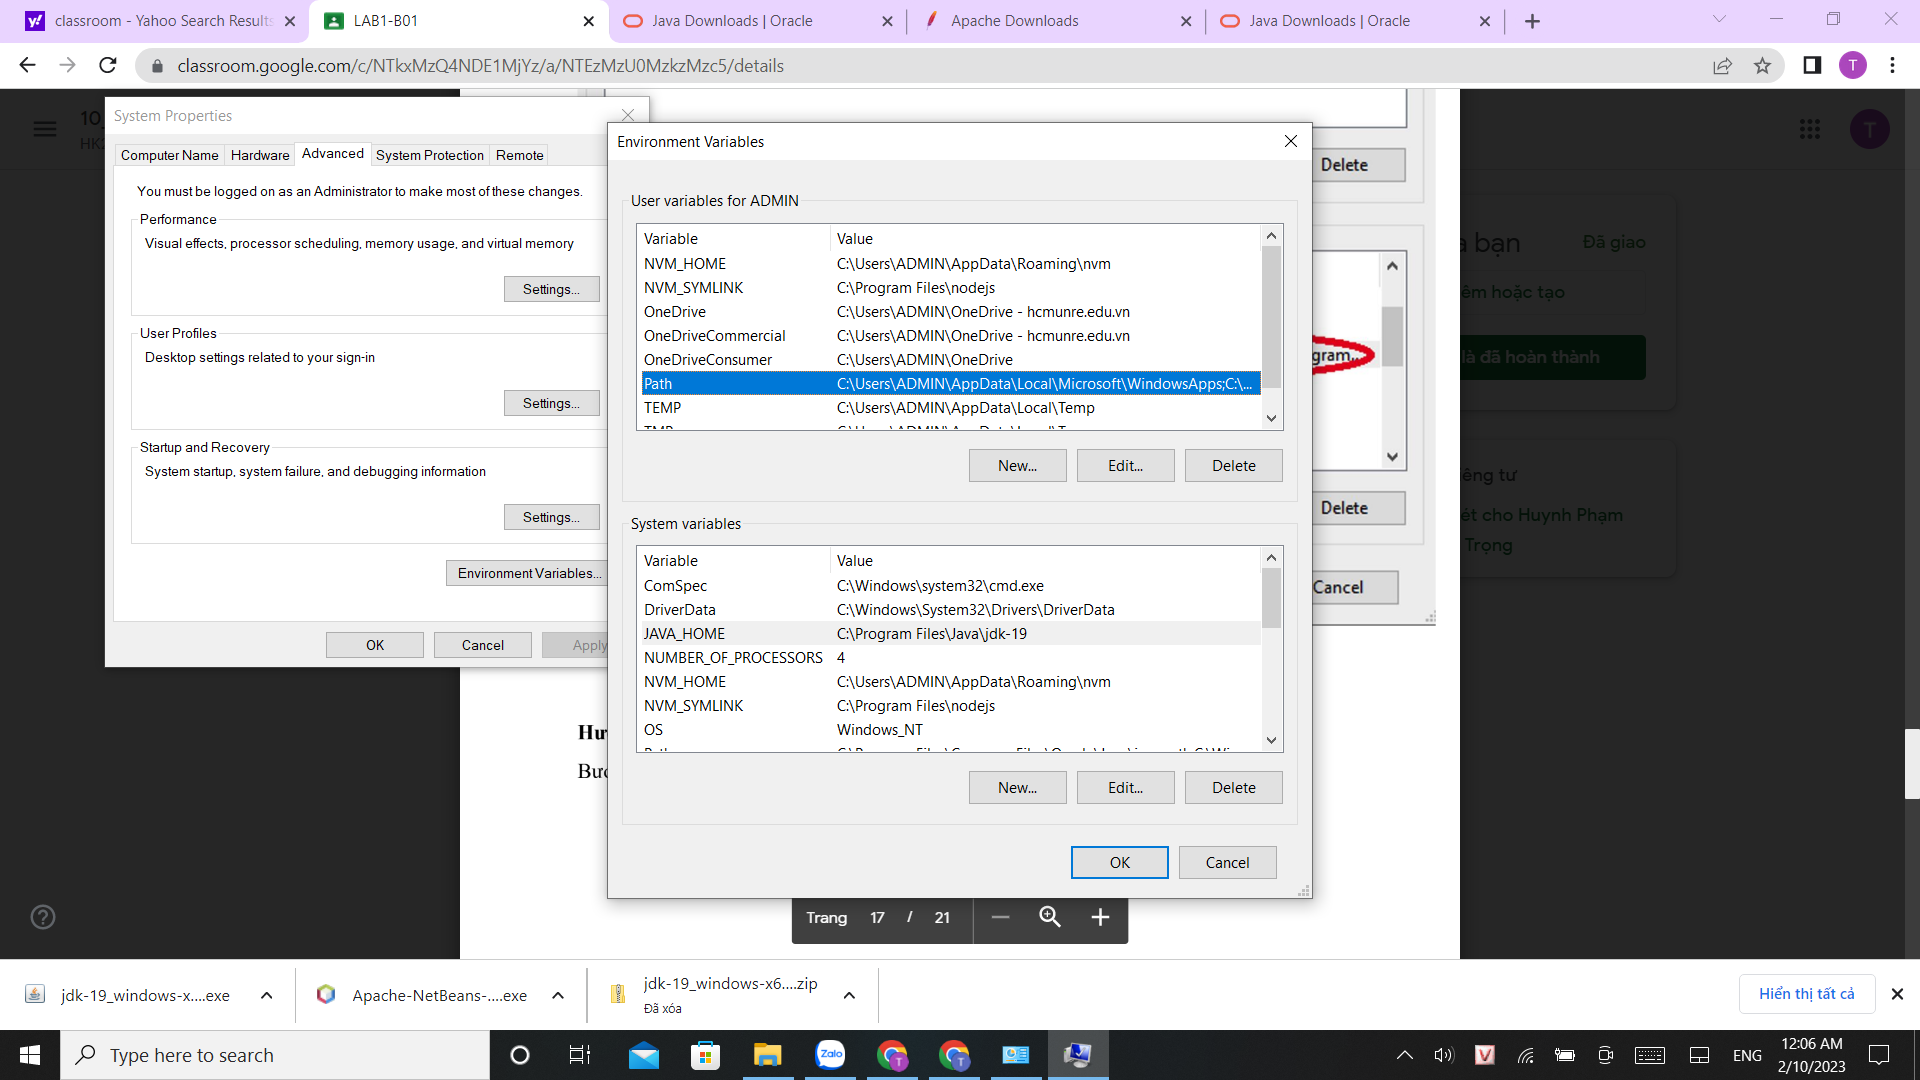 classroom - Yahoo Search Results
LAB1-B01
Java Downloads | Oracle
Apache Downloads
Java Downloads | Oracle
classroom.google.com/c/NTkxMzQ4NDE1MjYz/a/NTEzMzU0MzkzMzc5/details
T
System Properties
Computer Name
Hardware
Advanced
System Protection
Remote
You must be logged on as an Administrator to make most of these changes.
Performance
Visual effects, processor scheduling, memory usage, and virtual memory
Settings...
User Profiles
Desktop settings related to your sign-in
Settings...
Startup and Recovery
System startup, system failure, and debugging information
Settings...
Environment Variables...
OK
Cancel
Apply
Environment Variables
User variables for ADMIN
Variable Value
NVM_HOME C:\Users\ADMIN\AppData\Roaming\nvm
NVM_SYMLINK C:\Program Files\nodejs
OneDrive C:\Users\ADMIN\OneDrive - hcmunre.edu.vn
OneDriveCommercial C:\Users\ADMIN\OneDrive - hcmunre.edu.vn
OneDriveConsumer C:\Users\ADMIN\OneDrive
Path C:\Users\ADMIN\AppData\Local\Microsoft\WindowsApps;C:\...
TEMP C:\Users\ADMIN\AppData\Local\Temp
New... Edit... Delete
System variables
Variable Value
ComSpec C:\Windows\system32\cmd.exe
DriverData C:\Windows\System32\Drivers\DriverData
JAVA_HOME C:\Program Files\Java\jdk-19
NUMBER_OF_PROCESSORS 4
NVM_HOME C:\Users\ADMIN\AppData\Roaming\nvm
NVM_SYMLINK C:\Program Files\nodejs
OS Windows_NT
New... Edit... Delete
OK Cancel
Delete
gram...
Delete
Cancel
T
bạn Đã giao
hoặc tạo
là đã hoàn thành
tư
cho Huynh Phạm
Trọng
Trang 17 / 21
jdk-19_windows-x....exe
Apache-NetBeans-....exe
jdk-19_windows-x6....zip
Đã xóa
Hiển thị tất cả
Type here to search
Zalo
ENG
12:06 AM
2/10/2023